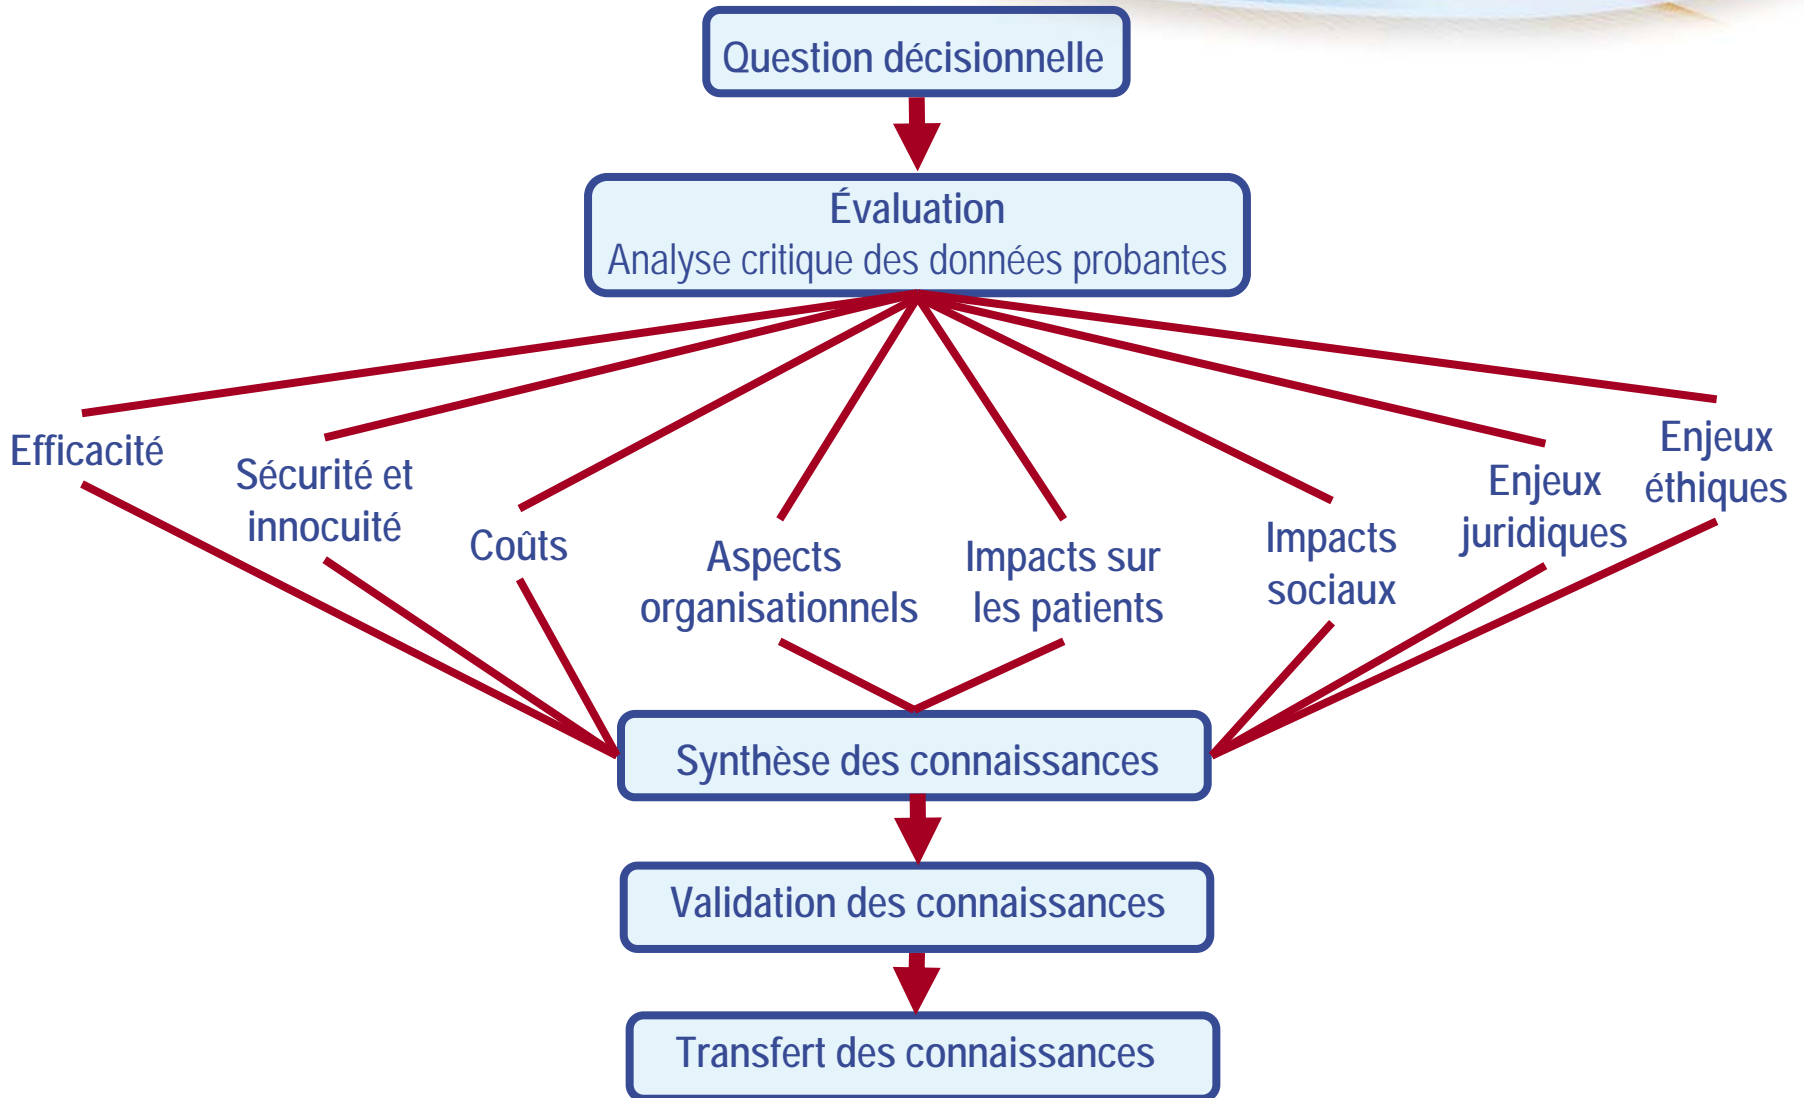 Question décisionnelle
Évaluation
Analyse critique des données probantes
Efficacité
Sécurité et
innocuité
Coûts
Aspects
organisationnels
Impacts sur
les patients
Impacts
sociaux
Enjeux
juridiques
Enjeux
éthiques
Synthèse des connaissances
Validation des connaissances
Transfert des connaissances